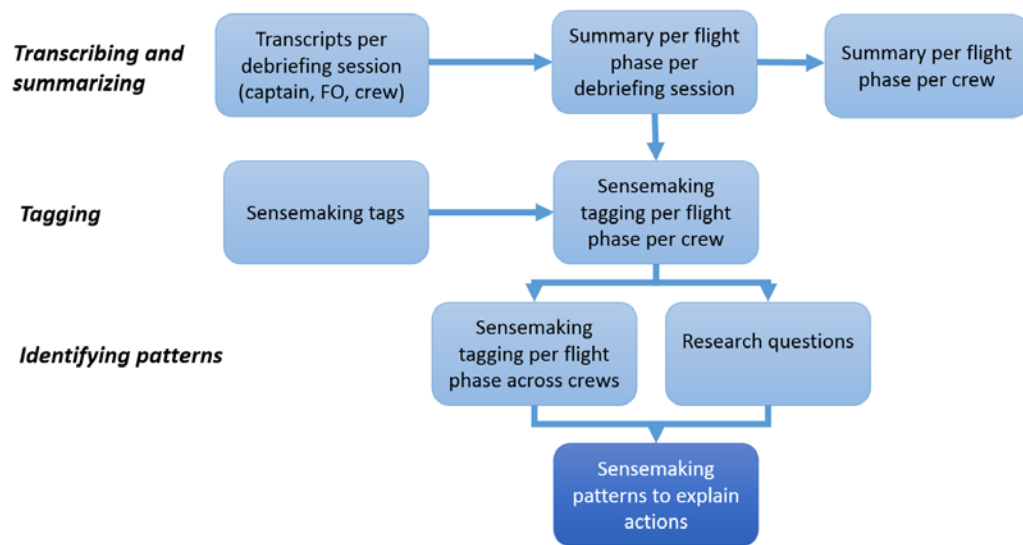 Transcribing and
summarizing
Transcripts per
debriefing session
(captain, FO, crew)
Summary per flight
phase per
debriefing session
Summary per flight
phase per crew
Tagging
Sensemaking tags
Sensemaking
tagging per flight
phase per crew
Identifying patterns
Sensemaking
tagging per flight
phase across crews
Research questions
Sensemaking
patterns to explain
actions